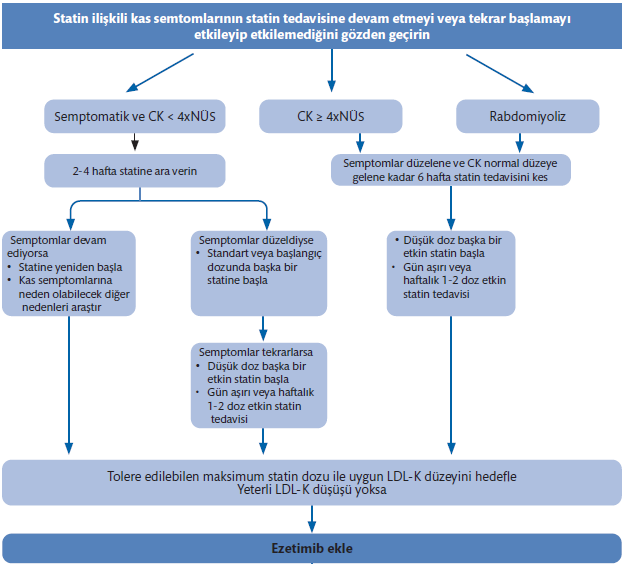 Statin ilişkili kas semtomlarının statin tedavisine devam etmeyi veya tekrar başlamayı
etkileyip etkilemediğini gözden geçirin
Semptomatik ve CK < 4xNÜS
CK ≥ 4xNÜS
Rabdomiyoliz
2-4 hafta statine ara verin
Semptomlar düzelene ve CK normal düzeye
gelene kadar 6 hafta statin tedavisini kes
Semptomlar devam
ediyorsa
• Statine yeniden başla
• Kas semptomlarına
neden olabilecek diğer
nedenleri araştır
Semptomlar düzeldiyse
• Standart veya başlangıç
dozunda başka bir
statine başla
• Düşük doz başka bir
etkin statin başla
• Gün aşırı veya
haftalık 1-2 doz etkin
statin tedavisi
Semptomlar tekrarlarsa
• Düşük doz başka bir
etkin statin başla
• Gün aşırı veya haftalık
1-2 doz etkin statin
tedavisi
Tolere edilebilen maksimum statin dozu ile uygun LDL-K düzeyini hedefle
Yeterli LDL-K düşüşü yoksa
Ezetimib ekle